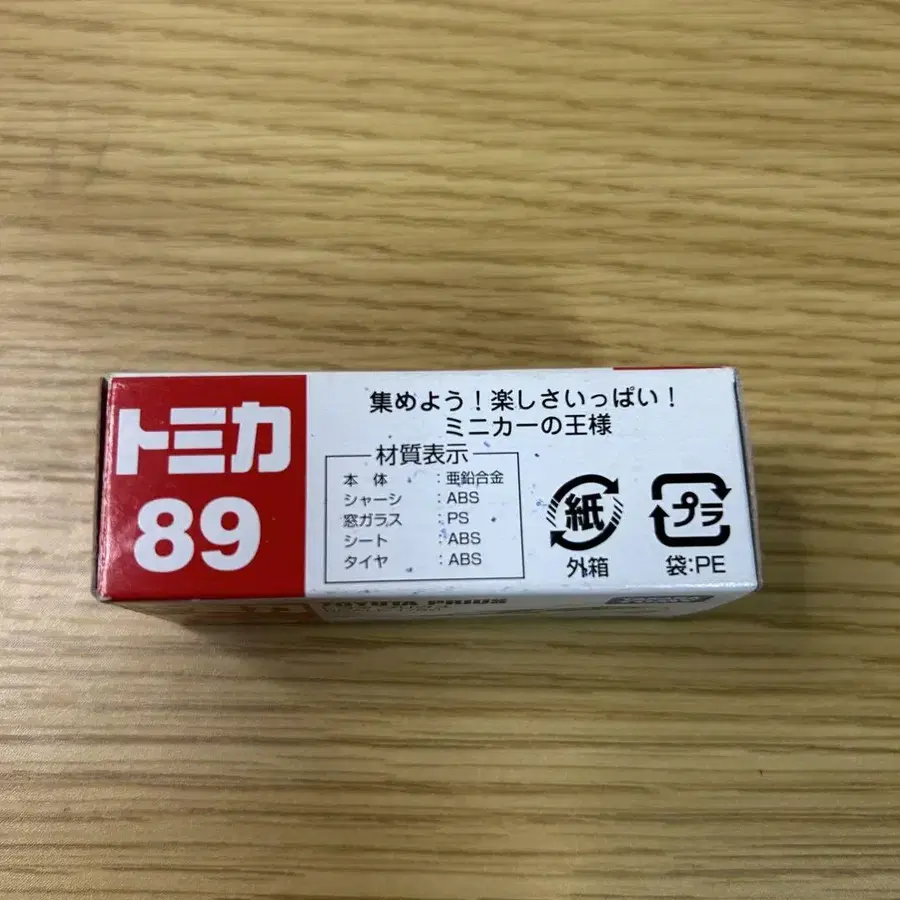 トミカ
89
集めよう!楽しさいっぱい!
ミニカーの王様
材質表示
本体:亜鉛合金
シャーシ:ABS
窓ガラス:PS
シート:ABS
タイヤ:ABS
紙
外箱
プラ
袋:PE
TOYOTA PRIUS